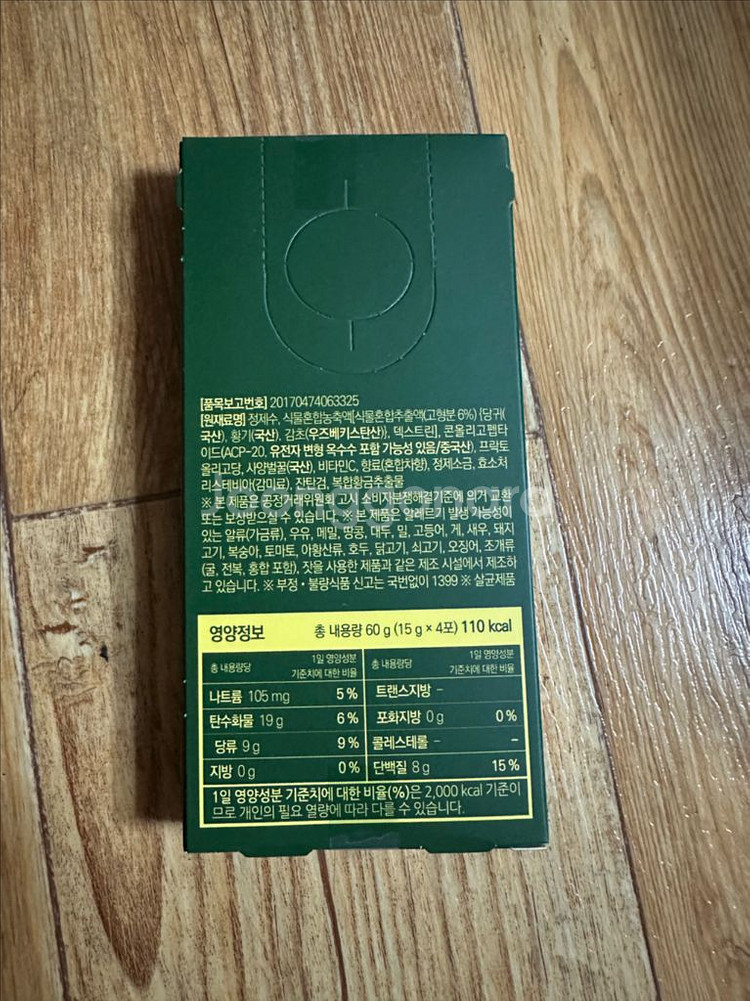 [품목보고번호] 20170474063325
[원재료명] 정제수, 식물혼합농축액[식물혼합추출액(고형분 6%) {당귀(
국산), 황기(국산), 감초(우즈베키스탄산)}, 덱스트린], 콘올리고펩타
이드(ACP-20, 유전자 변형 옥수수 포함 가능성 있음/중국산), 프락토
올리고당, 사양벌꿀(국산), 비타민C, 향료(혼합차향), 정제소금, 효소처
리스테비아(감미료), 잔탄검, 복합황금추출물
※ 본 제품은 공정거래위원회 고시 소비자분쟁해결기준에 의거 교환
또는 보상받으실 수 있습니다. ※ 본 제품은 알레르기 발생 가능성이
있는 알류(가금류), 우유, 메밀, 땅콩, 대두, 밀, 고등어, 게, 새우, 돼지
고기, 복숭아, 토마토, 아황산류, 호두, 닭고기, 쇠고기, 오징어, 조개류
(굴, 전복, 홍합 포함), 잣을 사용한 제품과 같은 제조 시설에서 제조하
고 있습니다. ※ 부정·불량식품 신고는 국번없이 1399 ※ 살균제품
영양정보 총 내용량 60 g (15 g × 4포) 110 kcal
총 내용량당 1일 영양성분 기준치에 대한 비율 총 내용량당 1일 영양성분 기준치에 대한 비율
나트륨 105 mg 5 % 트랜스지방 -
탄수화물 19 g 6 % 포화지방 0 g 0 %
당류 9 g 9 % 콜레스테롤 - -
지방 0 g 0 % 단백질 8 g 15 %
1일 영양성분 기준치에 대한 비율(%)은 2,000 kcal 기준이
므로 개인의 필요 열량에 따라 다를 수 있습니다.